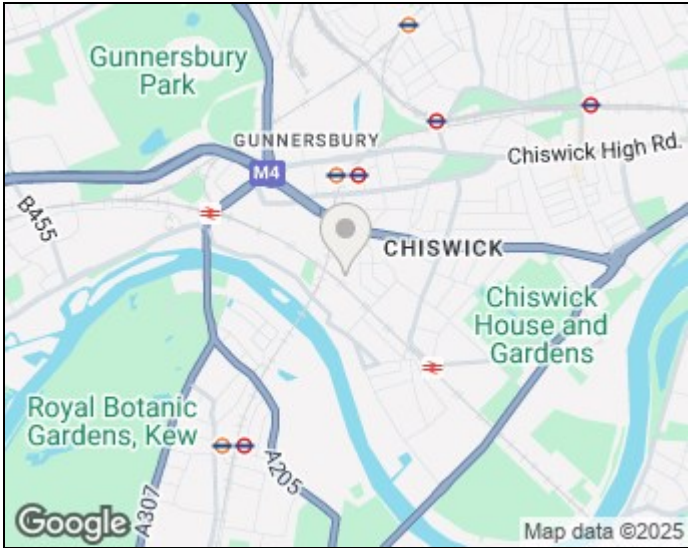 Gunnersbury
Park
GUNNERSBURY
Chiswick High Rd.
M4
B455
CHISWICK
Chiswick
House and
Gardens
Royal Botanic
Gardens, Kew
A205
A307
Google
Map data ©2025